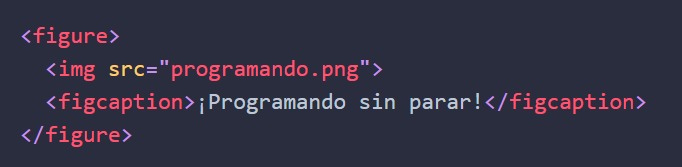 <figure>
<img src="programando.png">
<figcaption>¡Programando sin parar!</figcaption>
</figure>